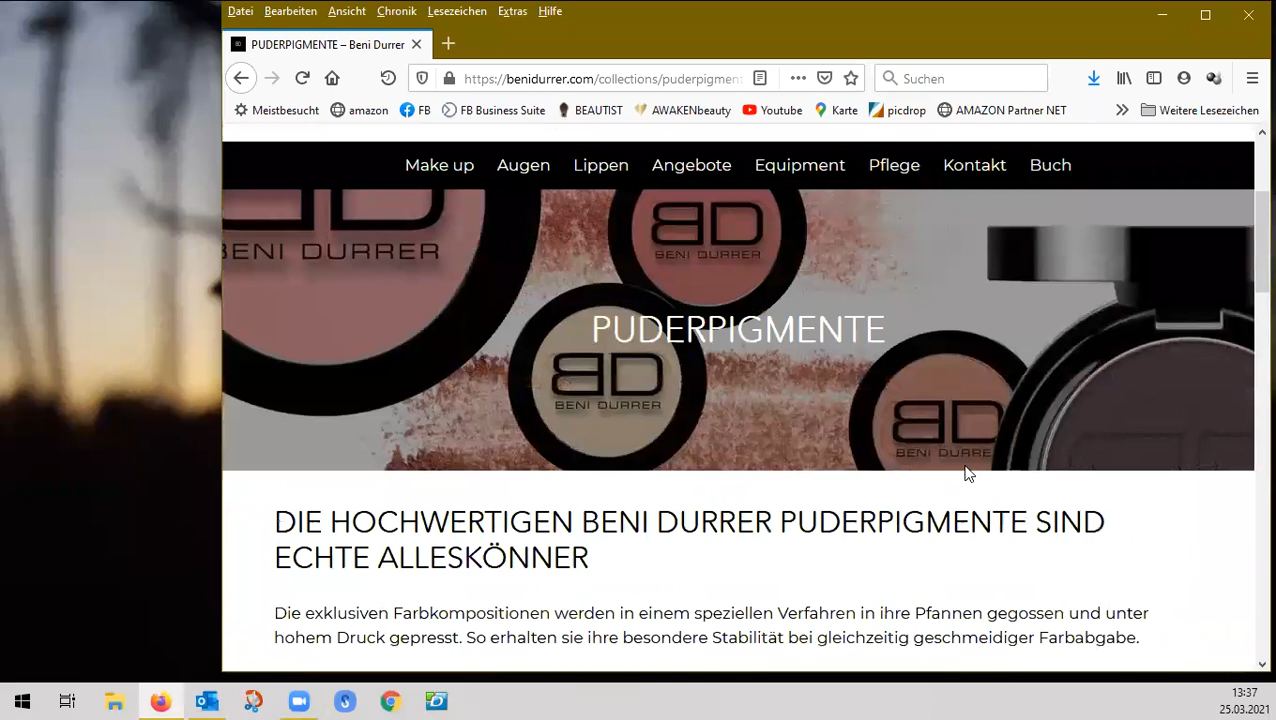 Datei Bearbeiten Ansicht Chronik Lesezeichen Extras Hilfe
PUDERPIGMENTE – Beni Durrer
https://benidurrer.com/collections/puderpigment
Suchen
Meistbesucht amazon FB FB Business Suite BEAUTIST AWAKENbeauty Youtube Karte picdrop AMAZON Partner NET Weitere Lesezeichen
Make up Augen Lippen Angebote Equipment Pflege Kontakt Buch
BD
BENI DURRER
BD
BENI DURRER
PUDERPIGMENTE
BD
BENI DURRER
BD
BENI DURRE
DIE HOCHWERTIGEN BENI DURRER PUDERPIGMENTE SIND
ECHTE ALLESKÖNNER
Die exklusiven Farbkompositionen werden in einem speziellen Verfahren in ihre Pfannen gegossen und unter
hohem Druck gepresst. So erhalten sie ihre besondere Stabilität bei gleichzeitig geschmeidiger Farbabgabe.
13:37
25.03.2021